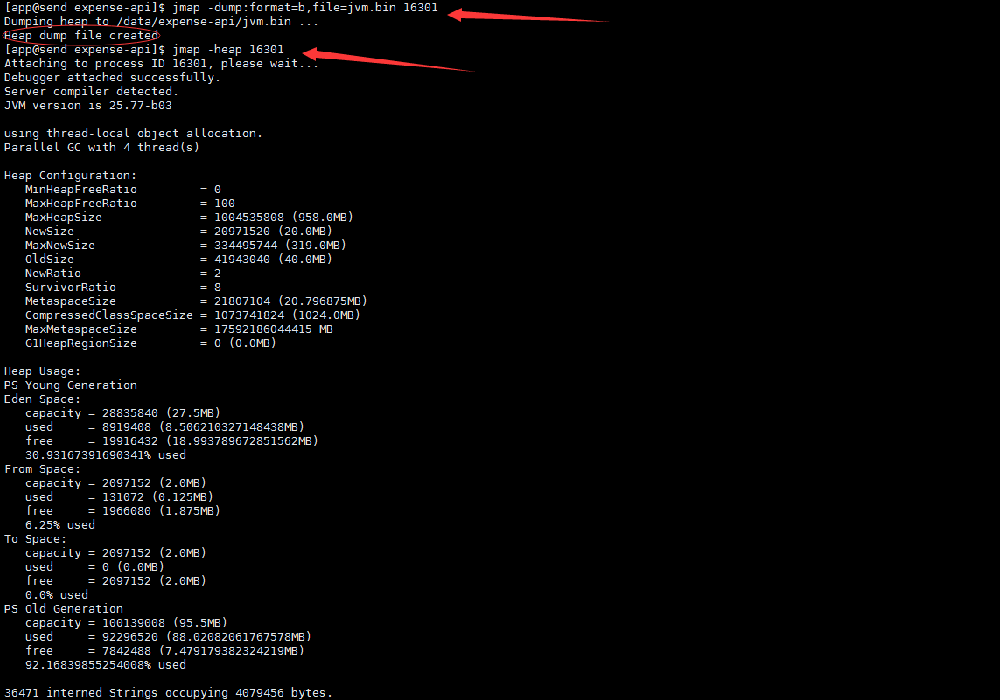 [app@send expense-api]$ jmap -dump:format=b,file=jvm.bin 16301
Dumping heap to /data/expense-api/jvm.bin ...
Heap dump file created
[app@send expense-api]$ jmap -heap 16301
Attaching to process ID 16301, please wait...
Debugger attached successfully.
Server compiler detected.
JVM version is 25.77-b03

using thread-local object allocation.
Parallel GC with 4 thread(s)

Heap Configuration:
   MinHeapFreeRatio         = 0
   MaxHeapFreeRatio         = 100
   MaxHeapSize              = 1004535808 (958.0MB)
   NewSize                  = 20971520 (20.0MB)
   MaxNewSize               = 334495744 (319.0MB)
   OldSize                  = 41943040 (40.0MB)
   NewRatio                 = 2
   SurvivorRatio            = 8
   MetaspaceSize            = 21807104 (20.796875MB)
   CompressedClassSpaceSize = 1073741824 (1024.0MB)
   MaxMetaspaceSize         = 17592186044415 MB
   G1HeapRegionSize         = 0 (0.0MB)

Heap Usage:
PS Young Generation
Eden Space:
   capacity = 28835840 (27.5MB)
   used     = 8919408 (8.506210327148438MB)
   free     = 19916432 (18.993789672851562MB)
   30.93167391690341% used
From Space:
   capacity = 2097152 (2.0MB)
   used     = 131072 (0.125MB)
   free     = 1966080 (1.875MB)
   6.25% used
To Space:
   capacity = 2097152 (2.0MB)
   used     = 0 (0.0MB)
   free     = 2097152 (2.0MB)
   0.0% used
PS Old Generation
   capacity = 100139008 (95.5MB)
   used     = 92296520 (88.02082061767578MB)
   free     = 7842488 (7.479179382324219MB)
   92.16839855254008% used

36471 interned Strings occupying 4079456 bytes.